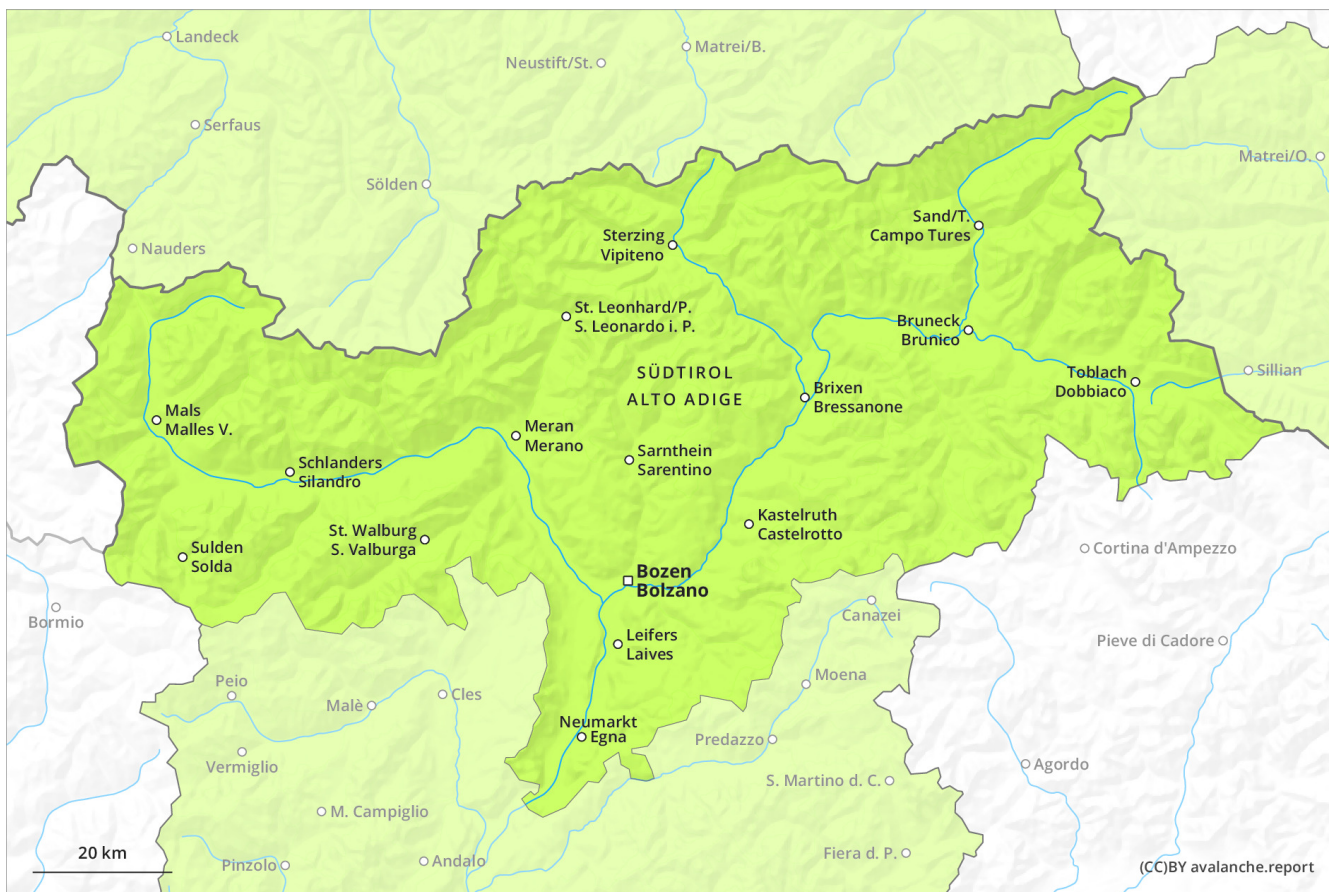 Landeck
Matrei/B.
Neustift/St.
Serfaus
Matrei/O.
Sölden
Sand/T.
Campo Tures
Nauders
Sterzing
Vipiteno
St. Leonhard/P.
S. Leonardo i. P.
Bruneck
Brunico
SÜDTIROL
ALTO ADIGE
Toblach
Dobbiaco
Sillian
Brixen
Bressanone
Mals
Malles V.
Meran
Merano
Sarnthein
Sarentino
Schlanders
Silandro
Kastelruth
Castelrotto
St. Walburg
S. Valburga
Sulden
Solda
Cortina d'Ampezzo
Bozen
Bolzano
Bormio
Canazei
Leifers
Laives
Pieve di Cadore
Moena
Peio
Malè
Cles
Neumarkt
Egna
Predazzo
Vermiglio
Agordo
S. Martino d. C.
M. Campiglio
20 km
Pinzolo
Andalo
Fiera d. P.
(CC)BY avalanche.report